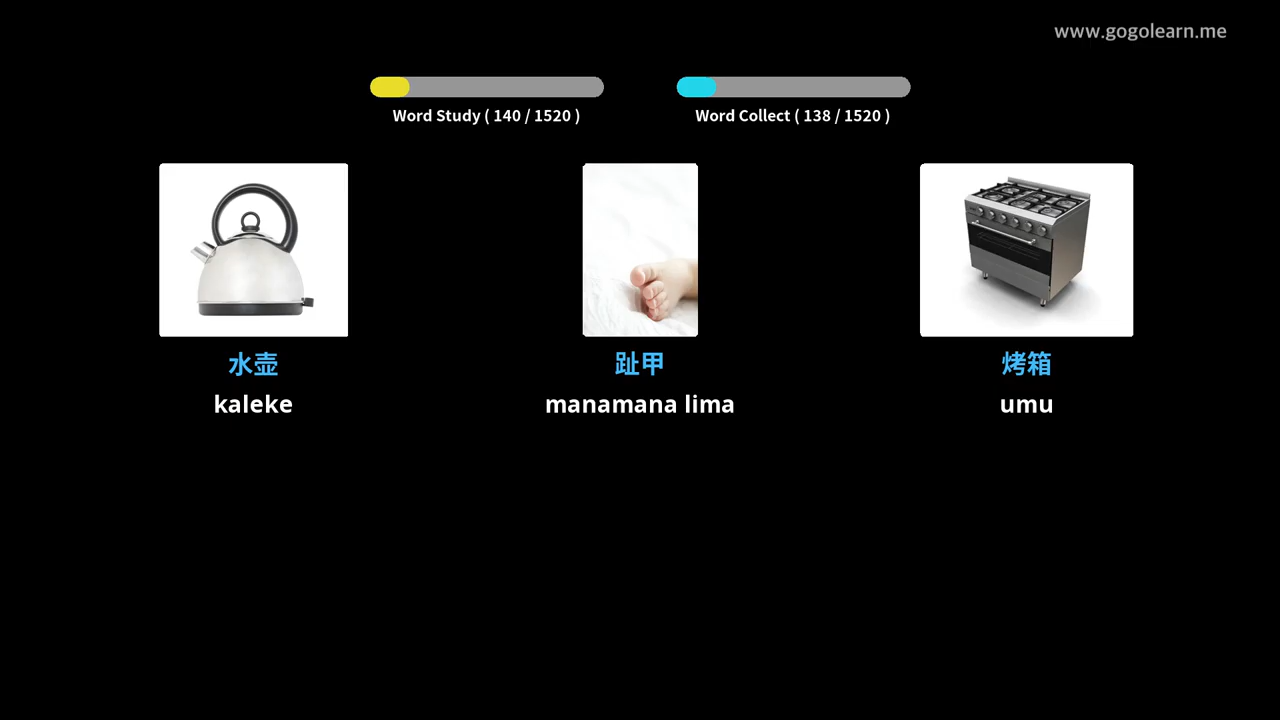 www.gogolearn.me
Word Study ( 140 / 1520 )
Word Collect ( 138 / 1520 )
水壶
趾甲
烤箱
kaleke
manamana lima
umu